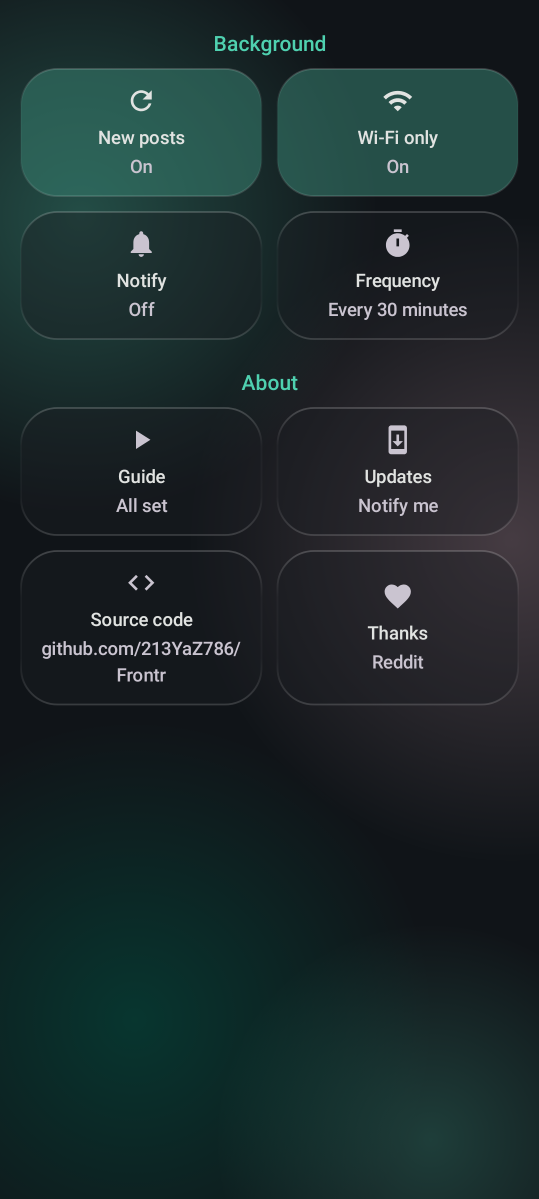 Background
New posts
On
Wi-Fi only
On
Notify
Off
Frequency
Every 30 minutes
About
Guide
All set
Updates
Notify me
Source code
github.com/213YaZ786/
Frontr
Thanks
Reddit